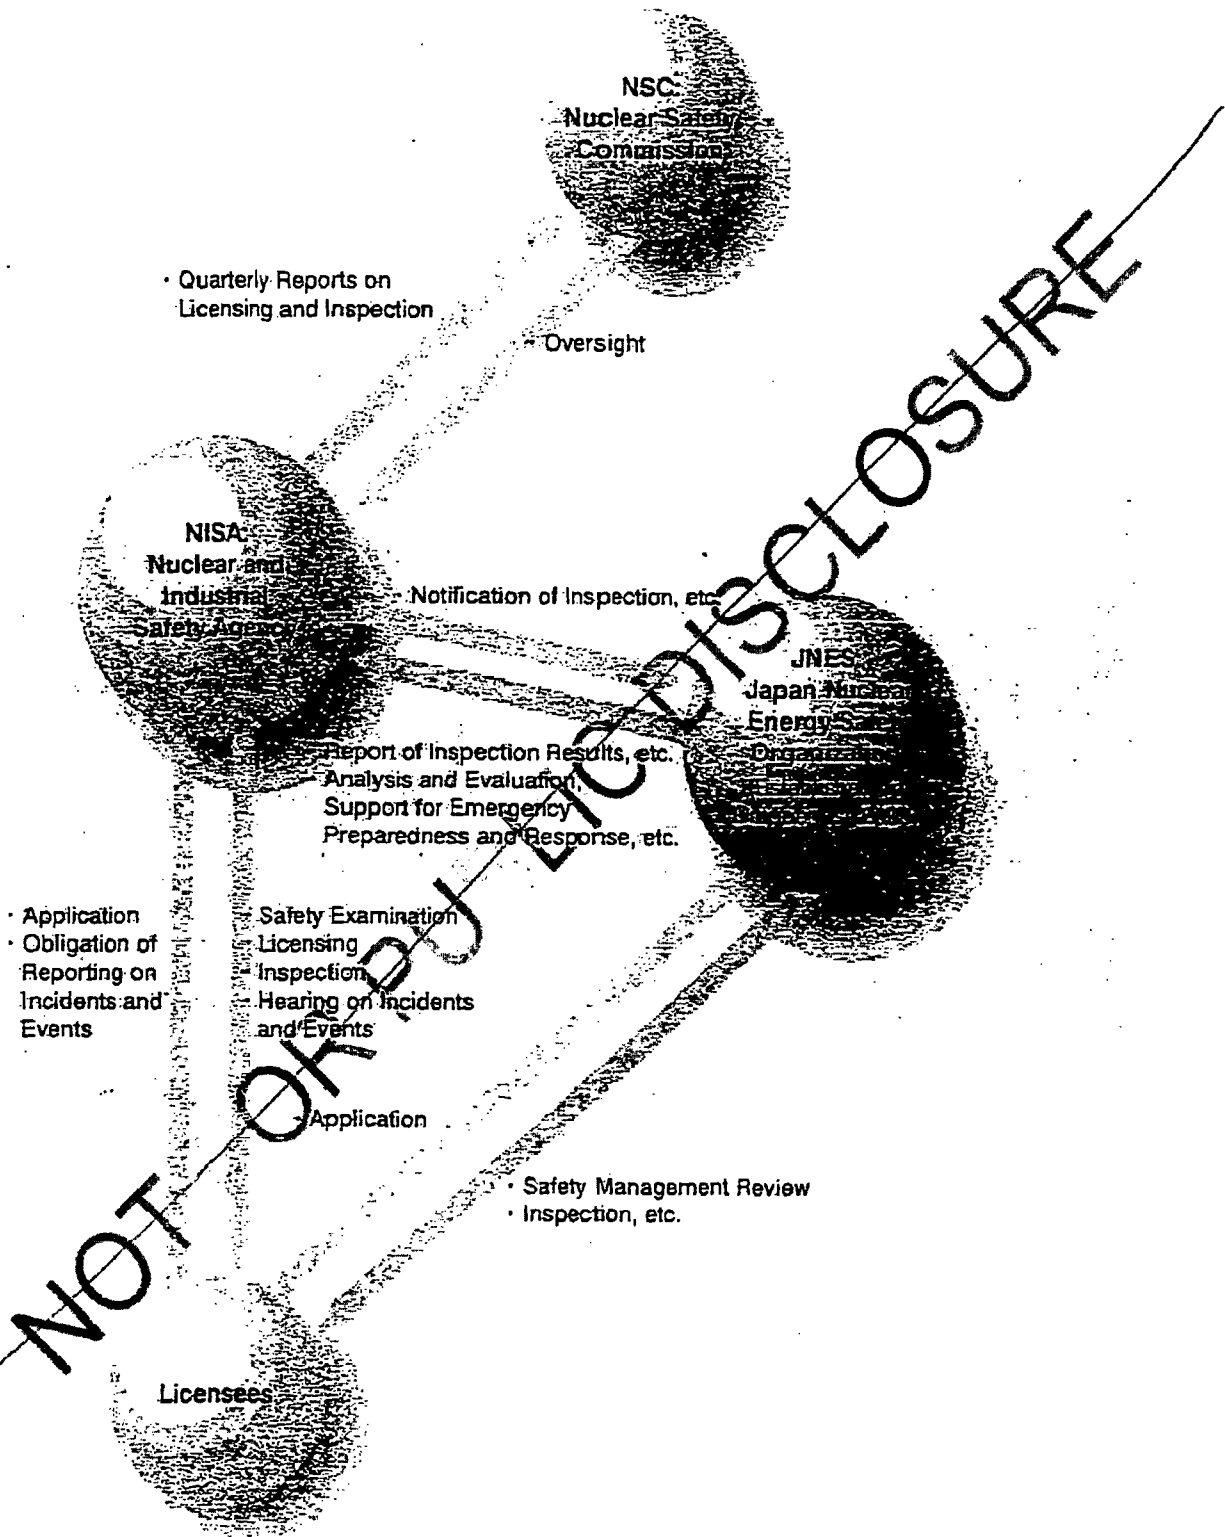 NSC:
Nuclear Safety
Commission
· Quarterly Reports on
Licensing and Inspection
Oversight
NISA:
Nuclear and
Industrial
Safety Agency
· Notification of Inspection, etc.
JNES:
Japan Nuclear
Energy Safety
Organization
Report of Inspection Results, etc.
Analysis and Evaluation,
Support for Emergency
Preparedness and Response, etc.
· Application
· Obligation of
Reporting on
Incidents and
Events
Safety Examination
Licensing
Inspection
Hearing on Incidents
and Events
Application
· Safety Management Review
· Inspection, etc.
Licensees
NOT OR PU LIC DISCLOSURE